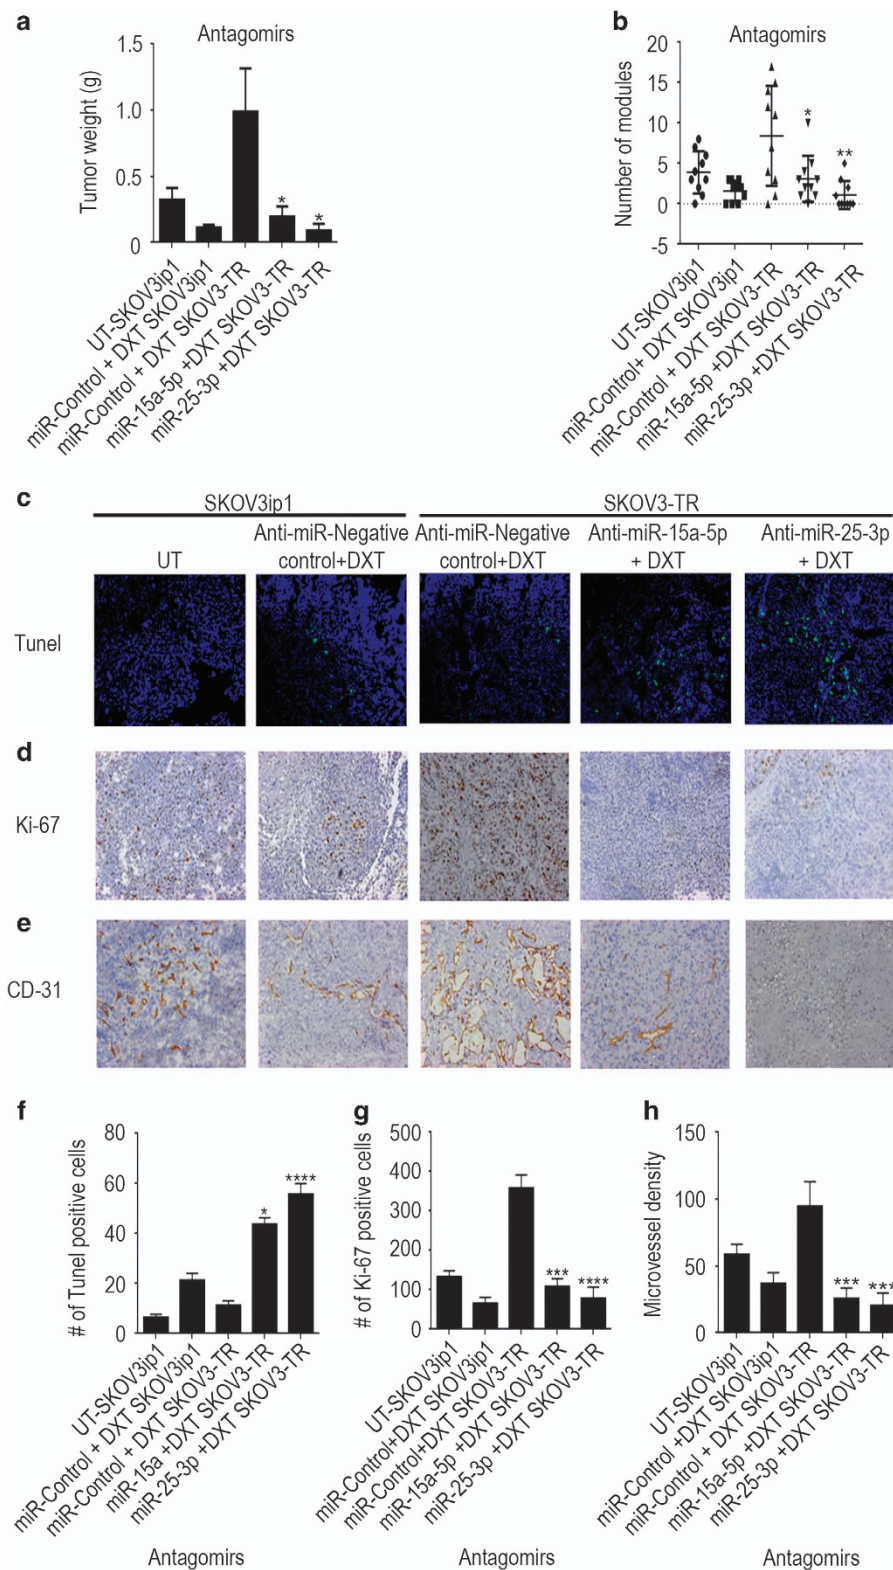 a
Antagomirs
Tumor weight (g)
1.5
1.0
0.5
0
*
*
UT-SKOV3ip1
miR-Control + DXT SKOV3ip1
miR-Control + DXT SKOV3-TR
miR-15a-5p +DXT SKOV3-TR
miR-25-3p +DXT SKOV3-TR
b
Antagomirs
Number of modules
20
15
10
5
0
-5
*
**
UT-SKOV3ip1
miR-Control+ DXT SKOV3ip1
miR-Control + DXT SKOV3-TR
miR-15a-5p +DXT SKOV3-TR
miR-25-3p +DXT SKOV3-TR
c
SKOV3ip1
SKOV3-TR
UT
Anti-miR-Negative
control+DXT
Anti-miR-Negative
control+DXT
Anti-miR-15a-5p
+ DXT
Anti-miR-25-3p
+ DXT
Tunel
d
Ki-67
e
CD-31
f
# of Tunel positive cells
80
60
40
20
0
*
****
UT-SKOV3ip1
miR-Control + DXT SKOV3ip1
miR-Control + DXT SKOV3-TR
miR-15a +DXT SKOV3-TR
miR-25-3p +DXT SKOV3-TR
Antagomirs
g
# of Ki-67 positive cells
500
400
300
200
100
0
***
****
UT-SKOV3ip1
miR-Control+DXT SKOV3ip1
miR-Control+DXT SKOV3-TR
miR-15a-5p +DXT SKOV3-TR
miR-25-3p +DXT SKOV3-TR
Antagomirs
h
Microvessel density
150
100
50
0
***
***
UT-SKOV3ip1
miR-Control + DXT SKOV3ip1
miR-Control + DXT SKOV3-TR
miR-15a-5p +DXT SKOV3-TR
miR-25-3p +DXT SKOV3-TR
Antagomirs